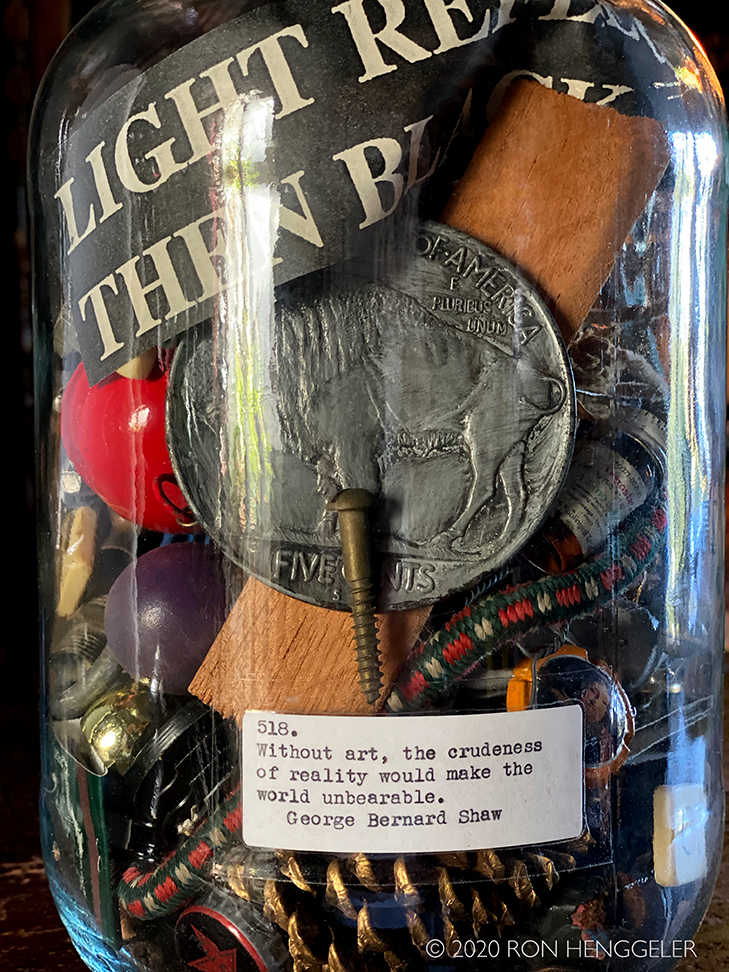 LIGHT
THEN BLACK
OF·AMERICA
E
PLURIBUS
UNUM
FIVE CENTS
S
518.
Without art, the crudeness
of reality would make the
world unbearable.
George Bernard Shaw
© 2020 RON HENGGELER